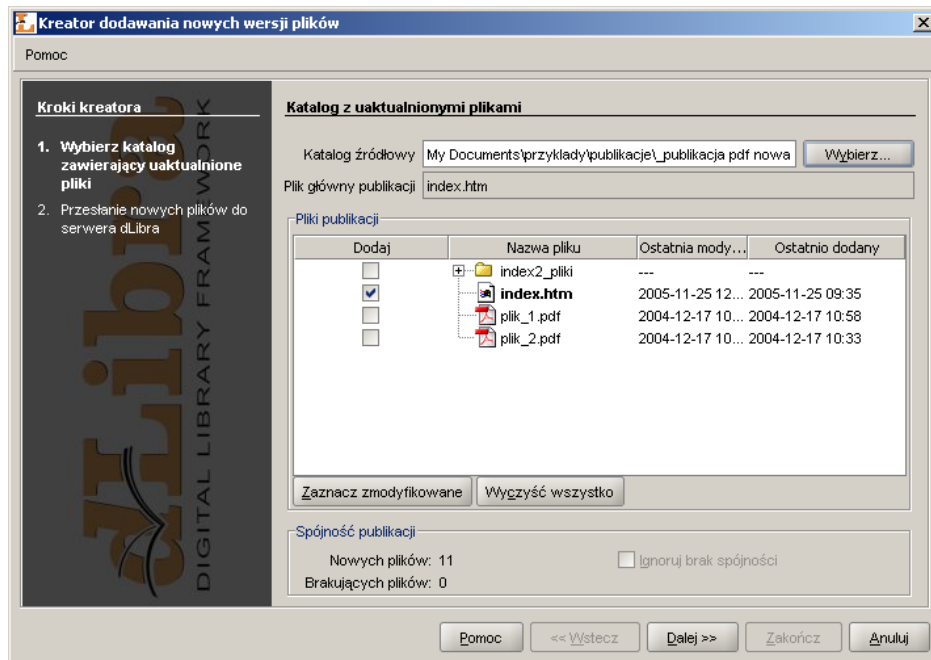 Kreator dodawania nowych wersji plików
Pomoc
Kroki kreatora
1. Wybierz katalog
zawierający uaktualnione
pliki
2. Przesłanie nowych plików do
serwera dLibra
dLibra
DIGITAL LIBRARY FRAMEWORK
Katalog z uaktualnionymi plikami
Katalog źródłowy My Documents\przyklady\publikacje\_publikacja pdf nowa Wybierz...
Plik główny publikacji index.htm
Pliki publikacji
Dodaj Nazwa pliku Ostatnia mody... Ostatnio dodany
index2_pliki --- ---
index.htm 2005-11-25 12... 2005-11-25 09:35
plik_1.pdf 2004-12-17 10... 2004-12-17 10:58
plik_2.pdf 2004-12-17 10... 2004-12-17 10:33
Zaznacz zmodyfikowane Wyczyść wszystko
Spójność publikacji
Nowych plików: 11 Ignoruj brak spójności
Brakujących plików: 0
Pomoc << Wstecz Dalej >> Zakończ Anuluj